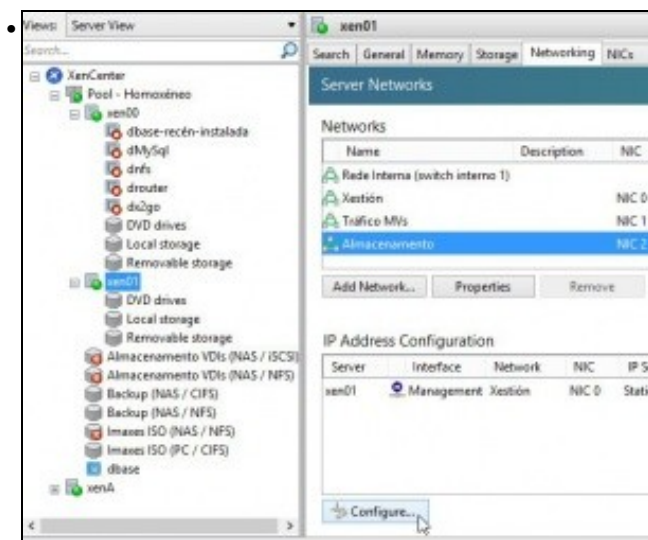 Views: Server View
Search...
XenCenter
Pool - Homoxéneo
xen00
dbase-recén-instalada
dMySql
dnfs
drouter
dx2go
DVD drives
Local storage
Removable storage
xen01
DVD drives
Local storage
Removable storage
Almacenamento VDIs (NAS / iSCSI)
Almacenamento VDIs (NAS / NFS)
Backup (NAS / CIFS)
Backup (NAS / NFS)
Imaxes ISO (NAS / NFS)
Imaxes ISO (PC / CIFS)
dbase
xenA
xen01
Search General Memory Storage Networking NICs
Server Networks
Networks
Name Description NIC
Rede Interna (switch interno 1)
Xestión NIC 0
Tráfico MVs NIC 1
Almacenamento NIC 2
Add Network... Properties Remove
IP Address Configuration
Server Interface Network NIC IP S
xen01 Management Xestión NIC 0 Stati
Configure...